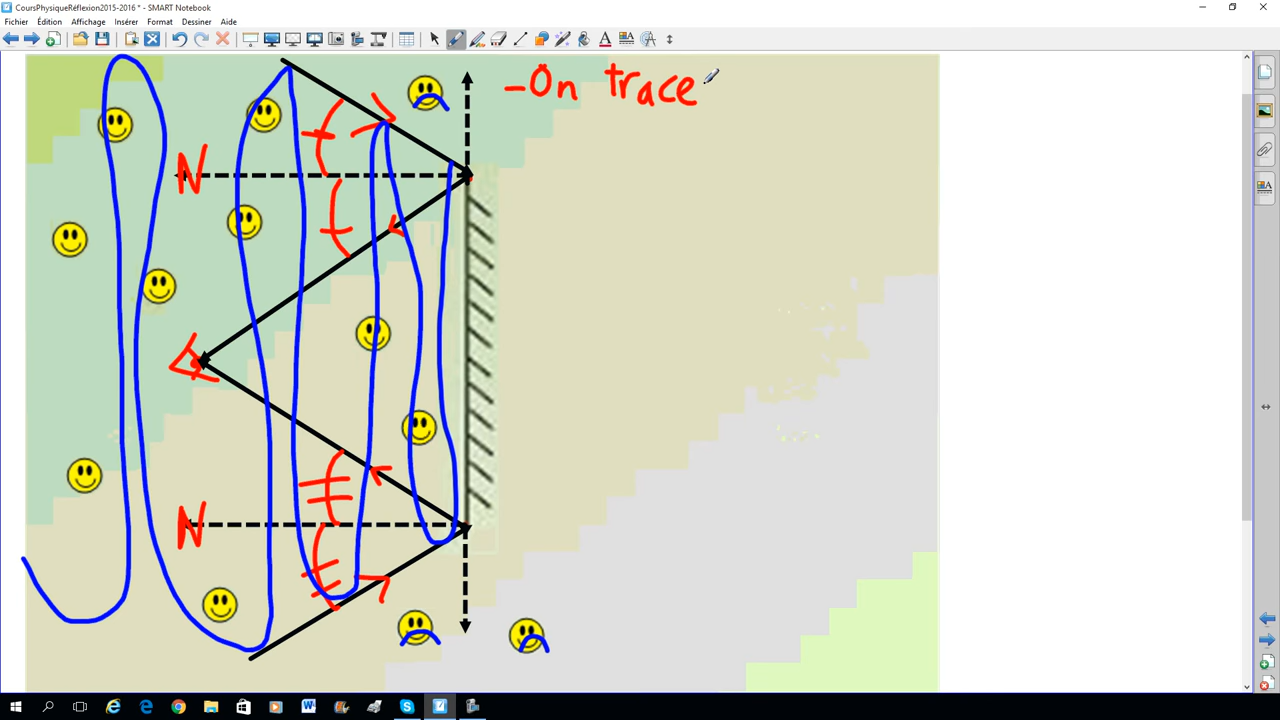 CoursPhysiqueRéflexion2015-2016 * - SMART Notebook
Fichier Édition Affichage Insérer Format Dessiner Aide
-On trace
N
N